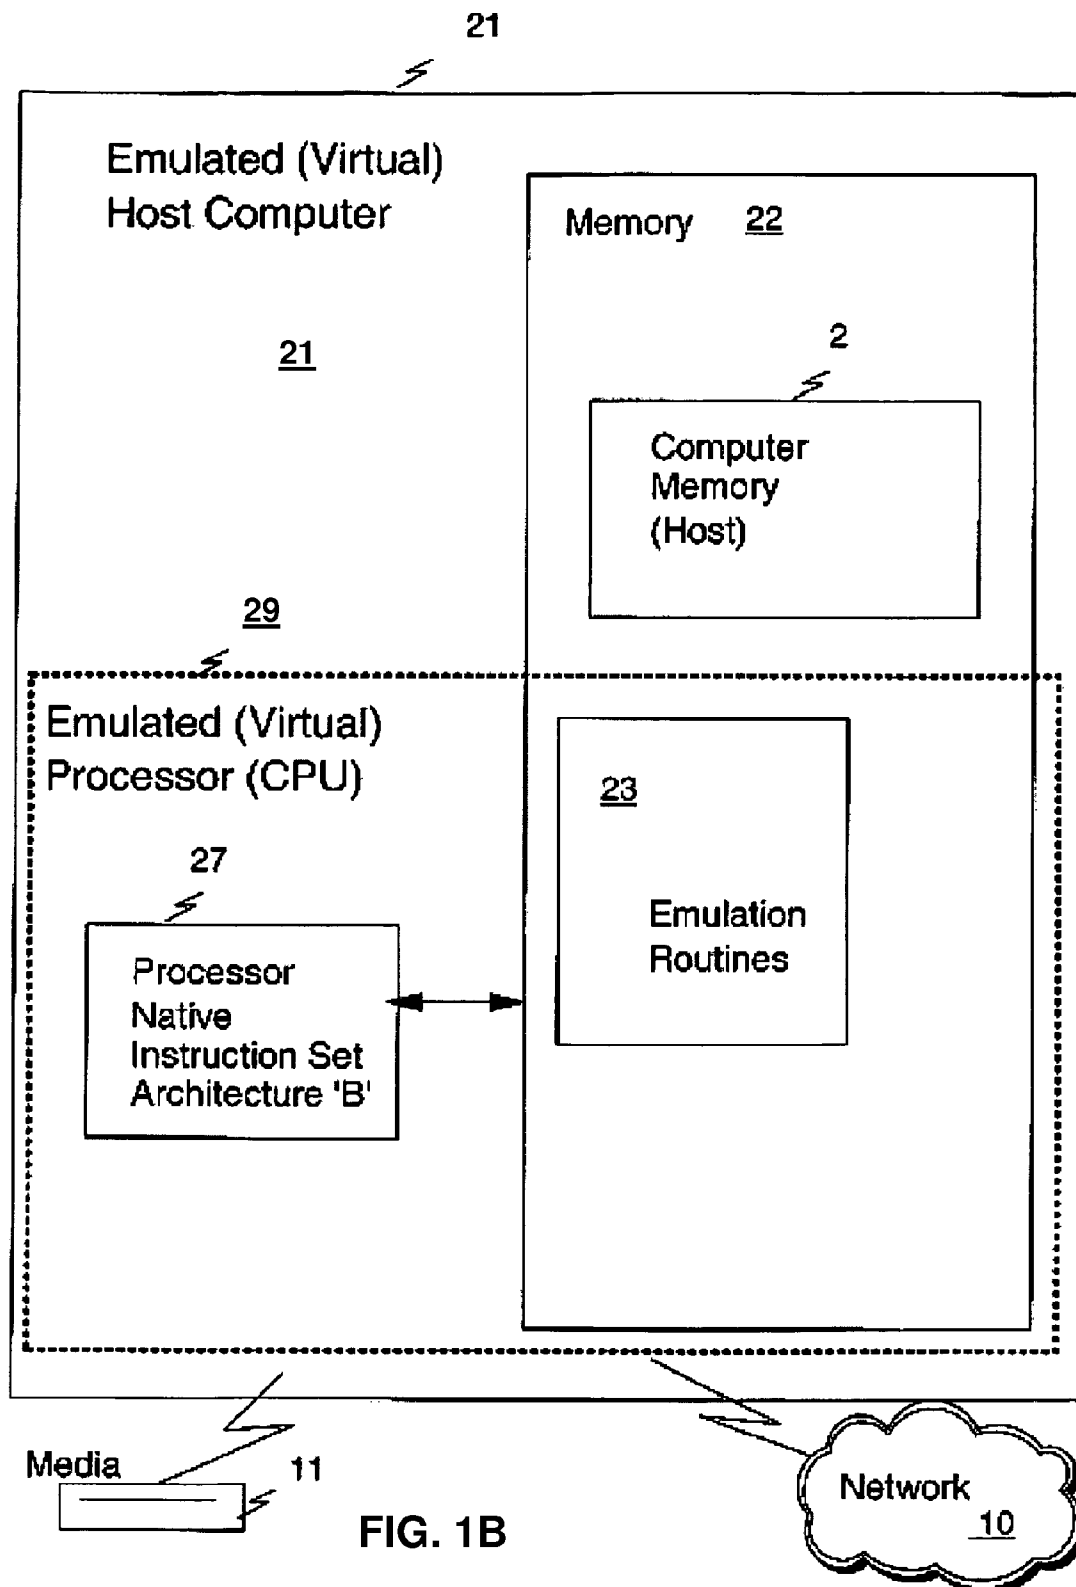 21
Emulated (Virtual)
Host Computer
Memory 22
21
2
Computer
Memory
(Host)
29
Emulated (Virtual)
Processor (CPU)
23
Emulation
Routines
27
Processor
Native
Instruction Set
Architecture 'B'
Media
11
Network
10
FIG. 1B